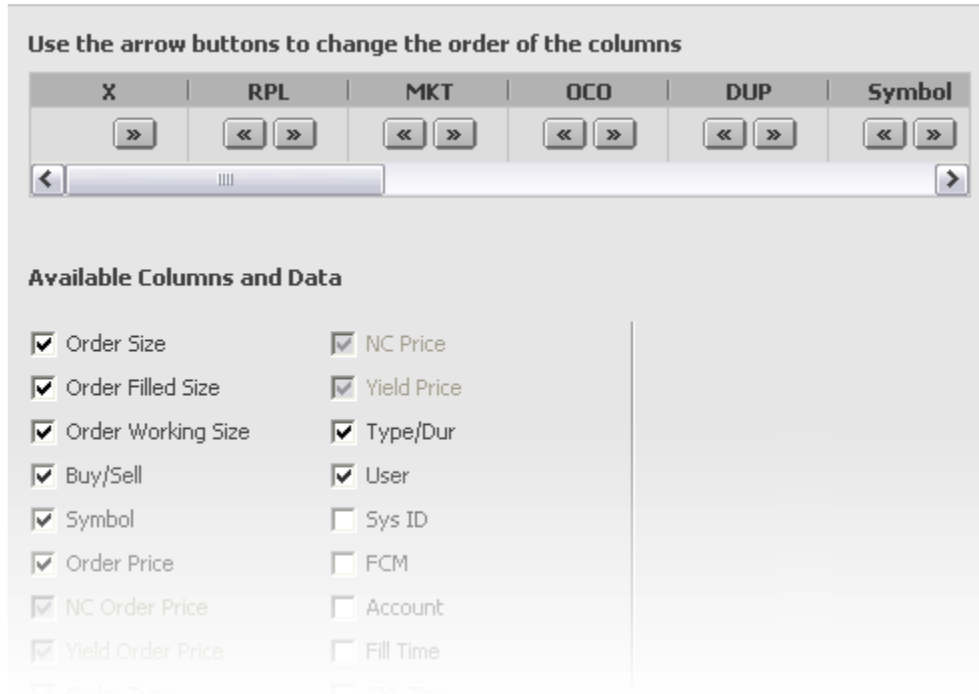 Use the arrow buttons to change the order of the columns
X | RPL | MKT | OCO | DUP | Symbol
» « » « » « » « » « »
Available Columns and Data
Order Size
Order Filled Size
Order Working Size
Buy/Sell
Symbol
Order Price
NC Order Price
Yield Order Price
NC Price
Yield Price
Type/Dur
User
Sys ID
FCM
Account
Fill Time